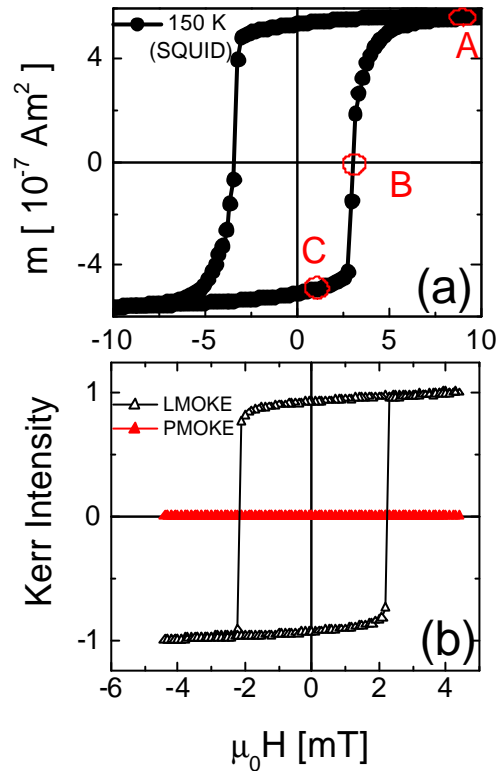 150 K
(SQUID)
A
B
C
(a)
m [ 10⁻⁷ Am²]
4
0
-4
-10
-5
0
5
10
LMOKE
PMOKE
(b)
Kerr Intensity
1
0
-1
-6
-4
-2
0
2
4
6
μ₀H [mT]